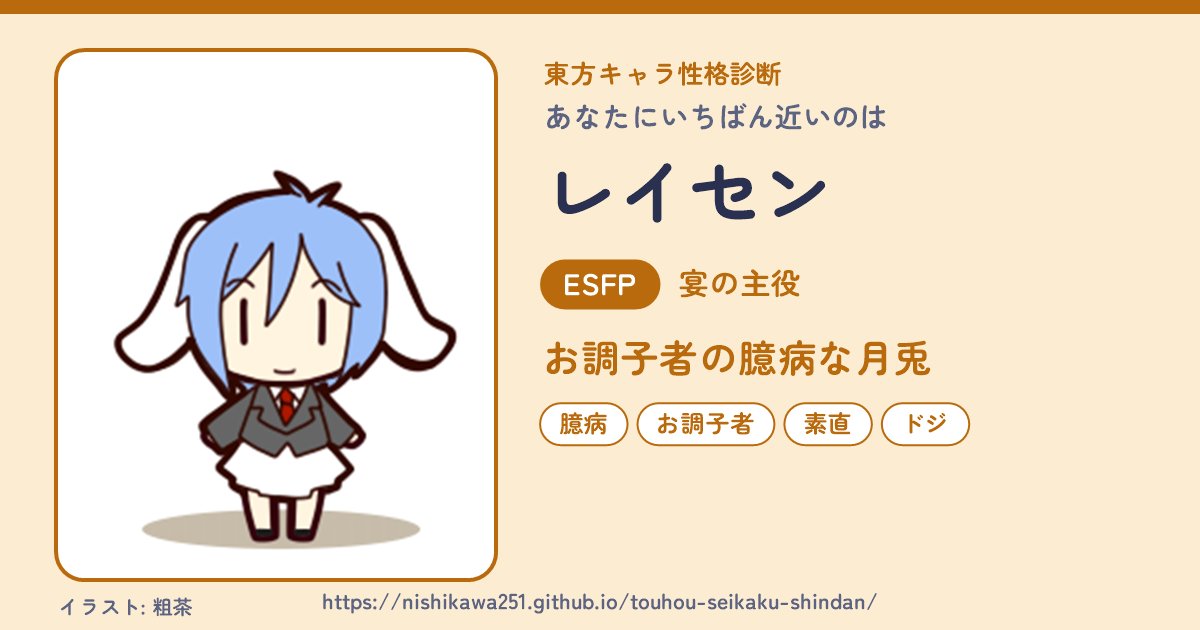 東方キャラ性格診断
あなたにいちばん近いのは
レイセン
ESFP 宴の主役
お調子者の臆病な月兎
臆病 お調子者 素直 ドジ
イラスト: 粗茶
https://nishikawa251.github.io/touhou-seikaku-shindan/